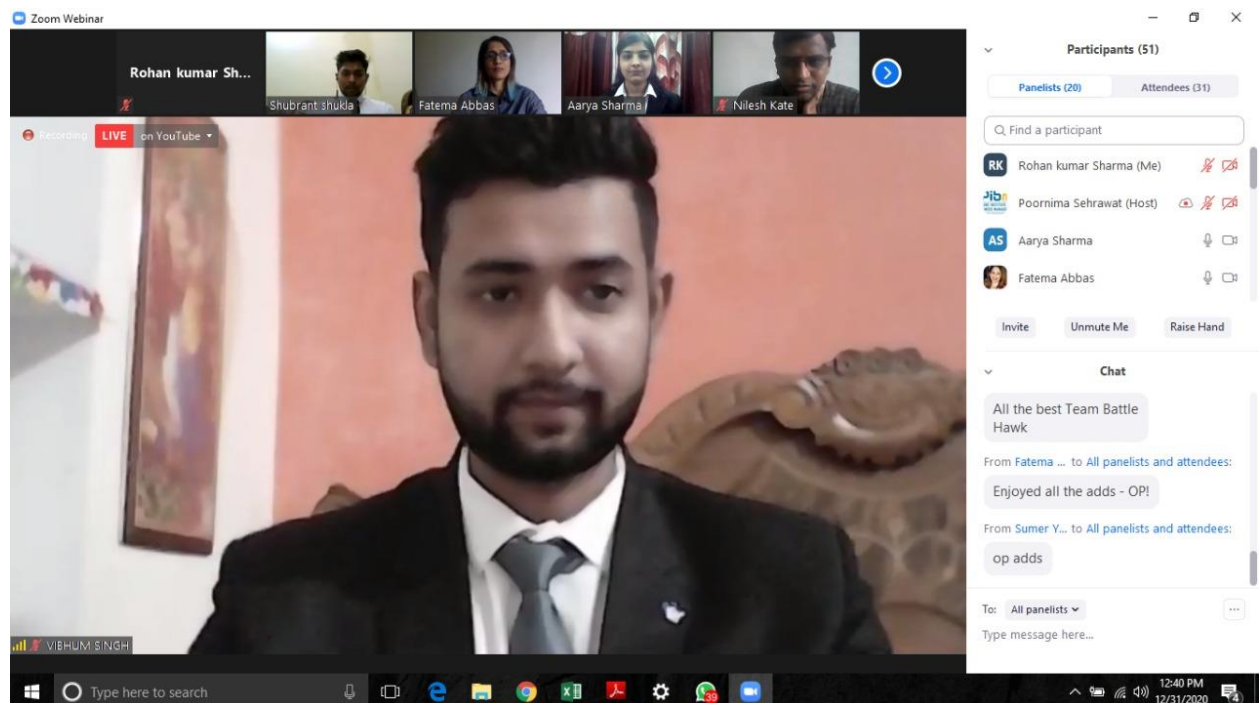 Zoom Webinar
Rohan kumar Sh...
Shubrant shukla
Fatema Abbas
Aarya Sharma
Nilesh Kate
Recording
LIVE on YouTube
VIBHUM SINGH
Participants (51)
Panelists (20) Attendees (31)
Find a participant
RK Rohan kumar Sharma (Me)
Poornima Sehrawat (Host)
AS Aarya Sharma
Fatema Abbas
Invite Unmute Me Raise Hand
Chat
All the best Team Battle
Hawk
From Fatema ... to All panelists and attendees:
Enjoyed all the adds - OP!
From Sumer Y... to All panelists and attendees:
op adds
To: All panelists
Type message here...
Type here to search
39
12:40 PM
12/31/2020
4